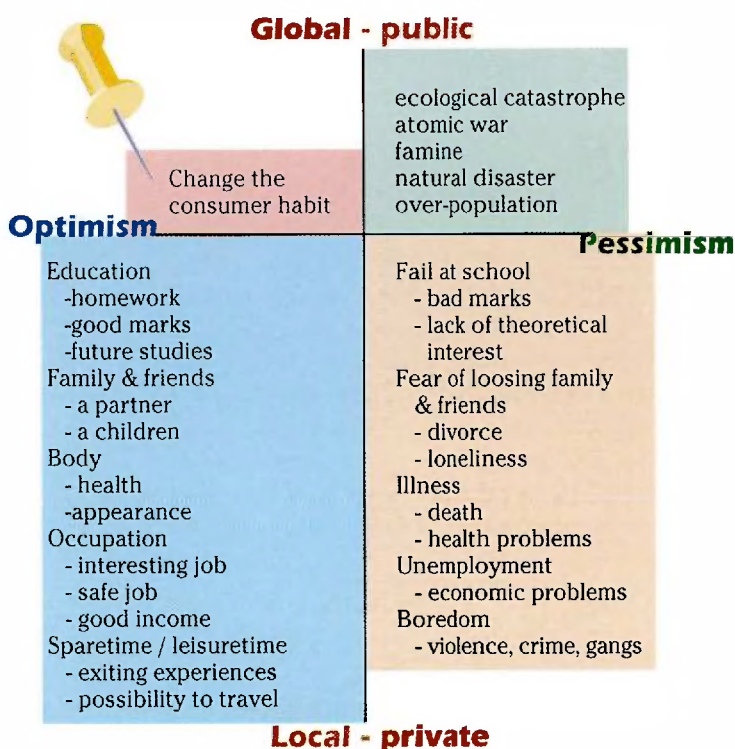 Global - public
ecological catastrophe
atomic war
famine
natural disaster
over-population
Change the
consumer habit
Optimism
Pessimism
Education
-homework
-good marks
-future studies
Family & friends
- a partner
- a children
Body
- health
-appearance
Occupation
- interesting job
- safe job
- good income
Sparetime / leisuretime
- exiting experiences
- possibility to travel
Fail at school
- bad marks
- lack of theoretical
interest
Fear of loosing family
& friends
- divorce
- loneliness
Illness
- death
- health problems
Unemployment
- economic problems
Boredom
- violence, crime, gangs
Local - private